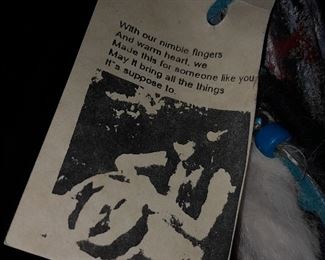 With our nimble fingers
And warm heart, we
Made this for someone like you
May it bring all the things
It's suppose to.